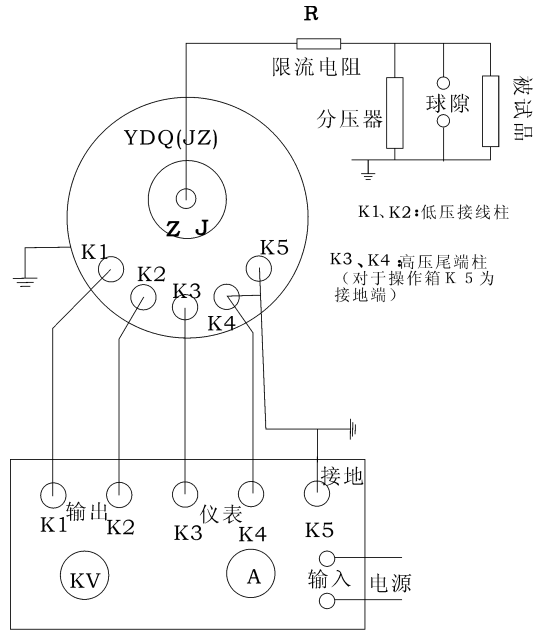 R
限流电阻
分压器
球隙
被试品
YDQ(JZ)
Z J
K1
K2
K3
K4
K5
K1、K2:低压接线柱
K3、K4:高压尾端柱
（对于操作箱K 5为
接地端）
接地
输出
仪表
K1
K2
K3
K4
K5
KV
A
输入
电源